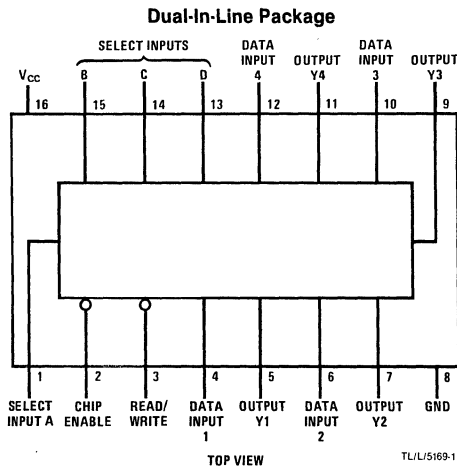 Dual-In-Line Package
SELECT INPUTS
DATA INPUT 4
OUTPUT Y4
DATA INPUT 3
OUTPUT Y3
VCC
B
C
D
16
15
14
13
12
11
10
9
1
2
3
4
5
6
7
8
SELECT INPUT A
CHIP ENABLE
READ/ WRITE
DATA INPUT 1
OUTPUT Y1
DATA INPUT 2
OUTPUT Y2
GND
TOP VIEW
TL/L/5169-1